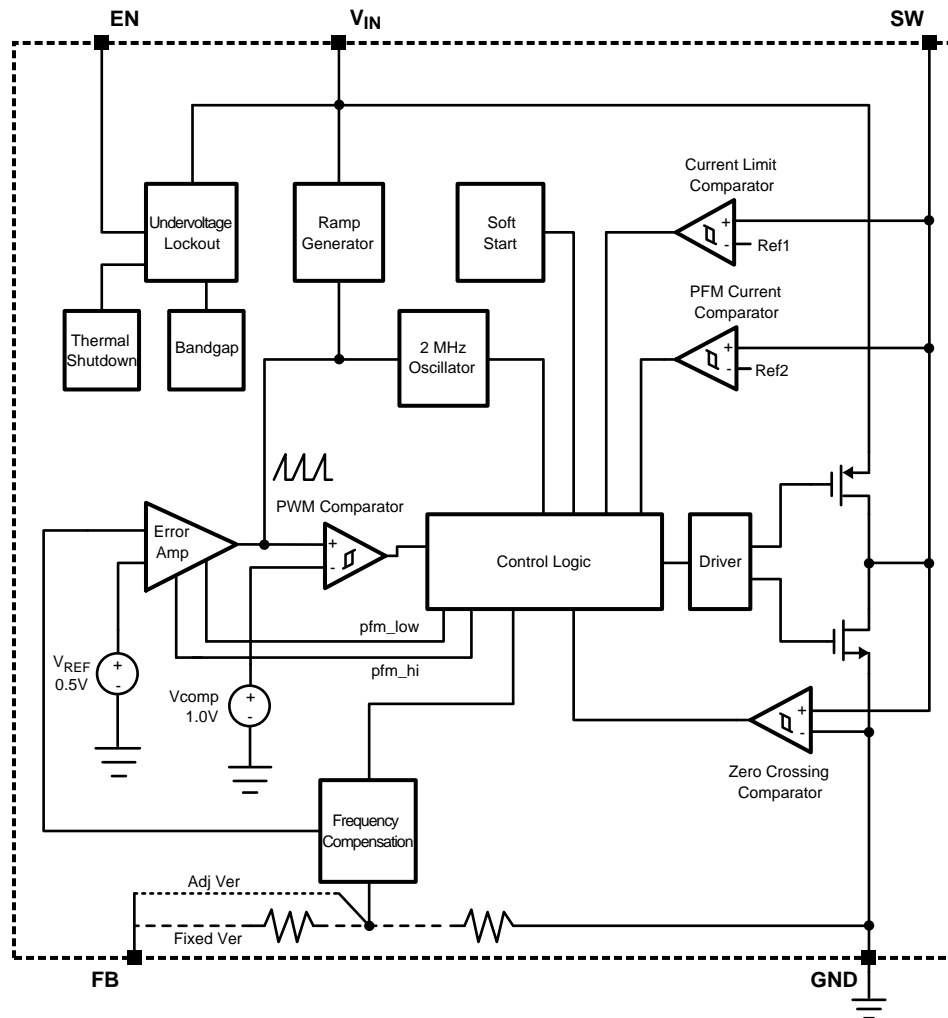 EN
VIN
SW
Undervoltage
Lockout
Ramp
Generator
Soft
Start
Current Limit
Comparator
+
-
Ref1
Thermal
Shutdown
Bandgap
2 MHz
Oscillator
PFM Current
Comparator
+
-
Ref2
Error
Amp
PWM Comparator
+
-
Control Logic
Driver
pfm_low
pfm_hi
VREF
0.5V
+
-
Vcomp
1.0V
+
-
+
-
Zero Crossing
Comparator
Frequency
Compensation
Adj Ver
Fixed Ver
FB
GND